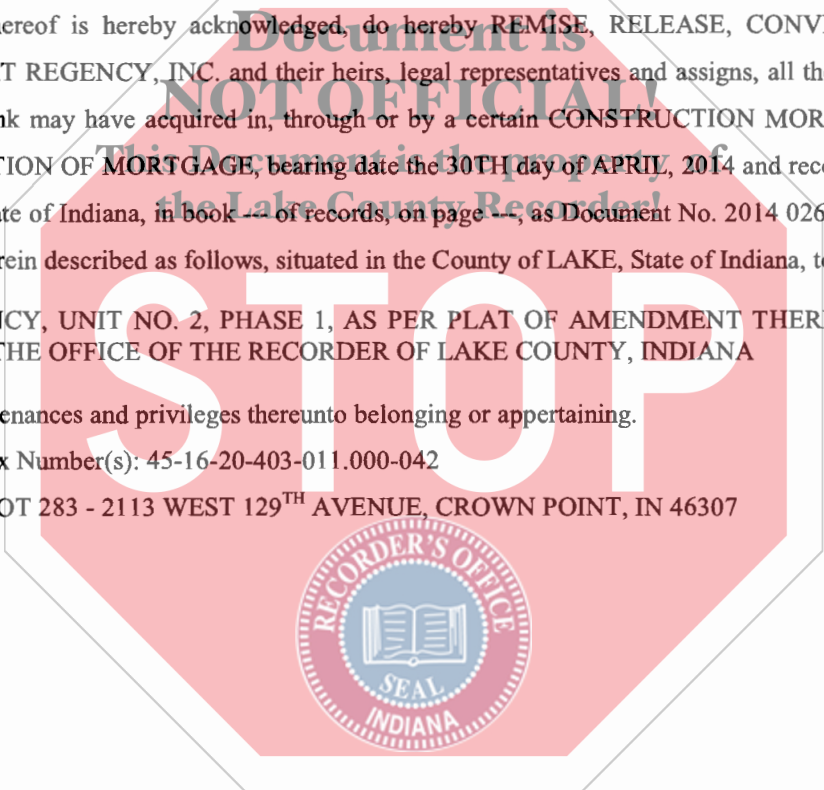 ereof is hereby acknowledged, do hereby REMISE, RELEASE, CONV
T REGENCY, INC. and their heirs, legal representatives and assigns, all th
nk may have acquired in, through or by a certain CONSTRUCTION MOR
TION OF MORTGAGE, bearing date the 30TH day of APRIL, 2014 and rec
te of Indiana, in book --- of records, on page ---, as Document No. 2014 026
rein described as follows, situated in the County of LAKE, State of Indiana, t
NCY, UNIT NO. 2, PHASE 1, AS PER PLAT OF AMENDMENT THER
THE OFFICE OF THE RECORDER OF LAKE COUNTY, INDIANA
enances and privileges thereunto belonging or appertaining.
x Number(s): 45-16-20-403-011.000-042
OT 283 - 2113 WEST 129TH AVENUE, CROWN POINT, IN 46307
Document is
NOT OFFICIAL!
This Document is the property of
the Lake County Recorder!
STOP
RECORDER'S OFFICE
SEAL
INDIANA